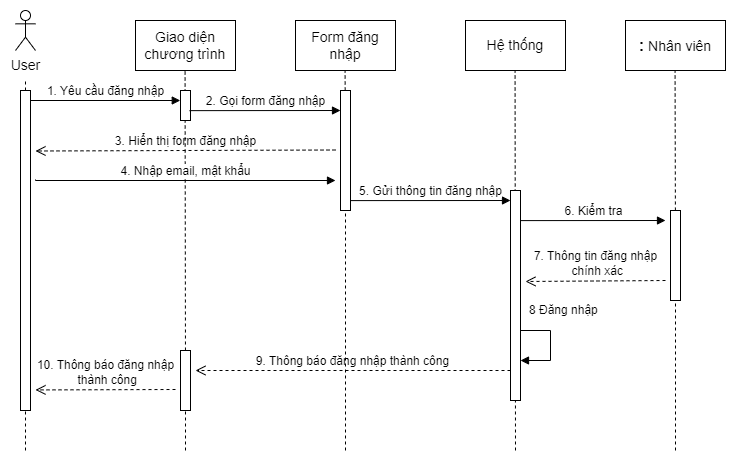 User
Giao diện
chương trình
Form đăng
nhập
Hệ thống
: Nhân viên
1. Yêu cầu đăng nhập
2. Gọi form đăng nhập
3. Hiển thị form đăng nhập
4. Nhập email, mật khẩu
5. Gửi thông tin đăng nhập
6. Kiểm tra
7. Thông tin đăng nhập
chính xác
8 Đăng nhập
9. Thông báo đăng nhập thành công
10. Thông báo đăng nhập
thành công